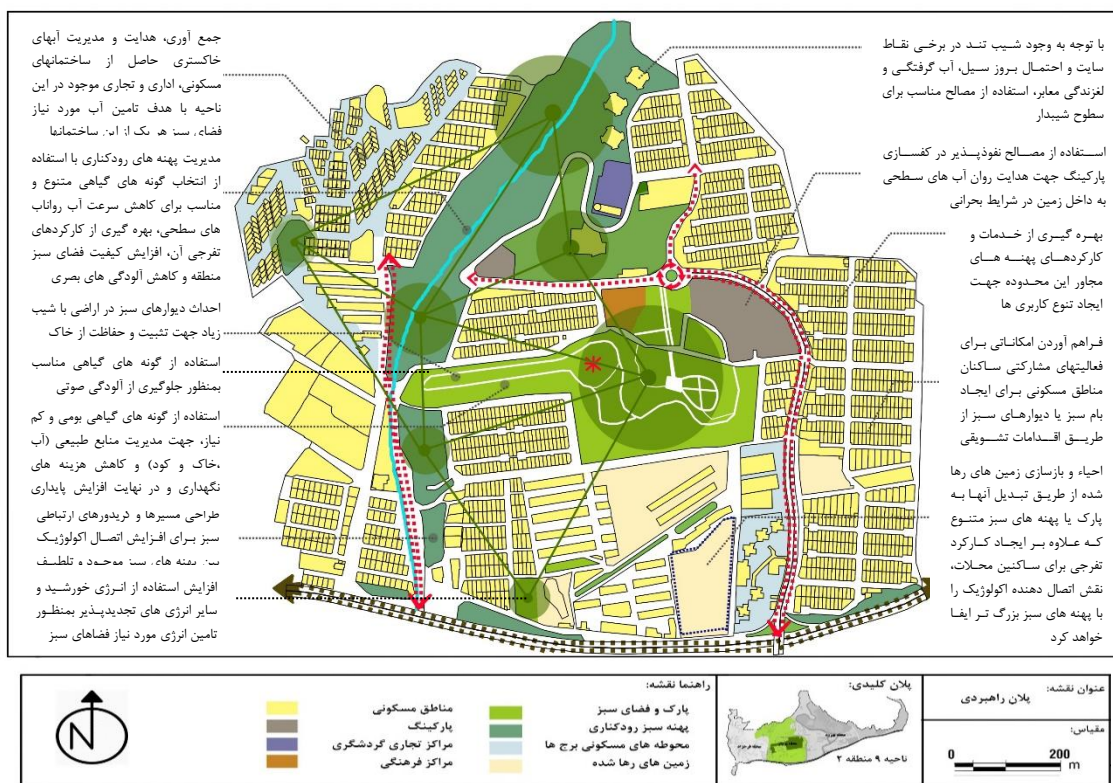 با توجه به وجود شیب تند در برخی نقاط
سایت و احتمال بروز سیل، آب گرفتگی و
لغزندگی معابر، استفاده از مصالح مناسب برای
سطوح شیبدار
استفاده از مصالح نفوذپذیر در کفسازی
پارکینگ جهت هدایت روان آب های سطحی
به داخل زمین در شرایط بحرانی
بهره گیری از خدمات و
کارکردهای پهنه های
مجاور این محدوده جهت
ایجاد تنوع کاربری ها
فراهم آوردن امکاناتی برای
فعالیتهای مشارکتی ساکنان
مناطق مسکونی برای ایجاد
بام سبز یا دیوارهای سبز از
طریق اقدامات تشویقی
احیاء و بازسازی زمین های رها
شده از طریق تبدیل آنها به
پارک یا پهنه های سبز متنوع
که علاوه بر ایجاد کارکرد
تفرجی برای ساکنین محلات،
نقش اتصال دهنده اکولوژیک را
با پهنه های سبز بزرگ تر ایفا
خواهد کرد
جمع آوری، هدایت و مدیریت آبهای
خاکستری حاصل از ساختمانهای
مسکونی، اداری و تجاری موجود در این
ناحیه با هدف تامین آب مورد نیاز
فضای سبز هر یک از این ساختمانها
مدیریت پهنه های رودکناری با استفاده
از انتخاب گونه های گیاهی متنوع و
مناسب برای کاهش سرعت آب رواناب
های سطحی، بهره گیری از کارکردهای
تفرجی آن، افزایش کیفیت فضای سبز
منطقه و کاهش آلودگی های بصری
احداث دیوارهای سبز در اراضی با شیب
زیاد جهت تثبیت و حفاظت از خاک
استفاده از گونه های گیاهی مناسب
بمنظور جلوگیری از آلودگی صوتی
استفاده از گونه های گیاهی بومی و کم
نیاز، جهت مدیریت منابع طبیعی (آب
،خاک و کود) و کاهش هزینه های
نگهداری و در نهایت افزایش پایداری
طراحی مسیرها و کریدورهای ارتباطی
سبز برای افزایش اتصال اکولوژیک
بین پهنه های سبز موجود و تلطیف
افزایش استفاده از انرژی خورشید و
سایر انرژی های تجدیدپذیر بمنظور
تامین انرژی مورد نیاز فضاهای سبز
عنوان نقشه:
پلان راهبردی
مقیاس:
0 200
m
پلان کلیدی:
ناحیه ۹ منطقه ۲
راهنما نقشه:
پارک و فضای سبز
پهنه سبز رودکناری
محوطه های مسکونی برج ها
زمین های رها شده
مناطق مسکونی
پارکینگ
مراکز تجاری گردشگری
مراکز فرهنگی
N